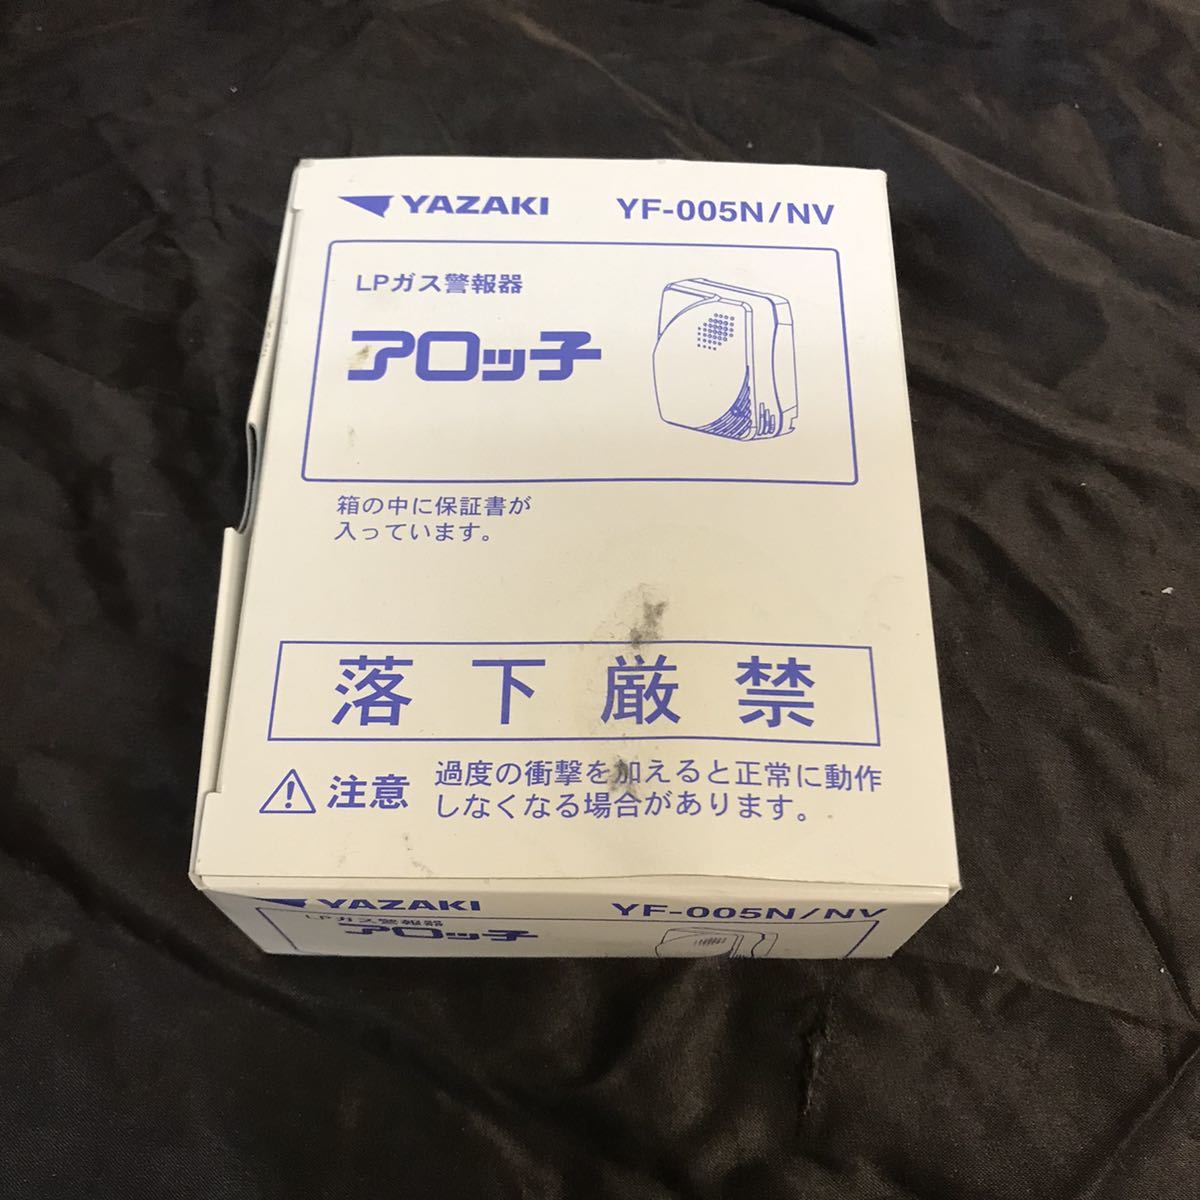 YAZAKI YF-005N/NV
LPガス警報器
アロッ子
箱の中に保証書が
入っています。
落下厳禁
注意 過度の衝撃を加えると正常に動作
しなくなる場合があります。
YAZAKI YF-005N/NV
LPガス警報器
アロッ子